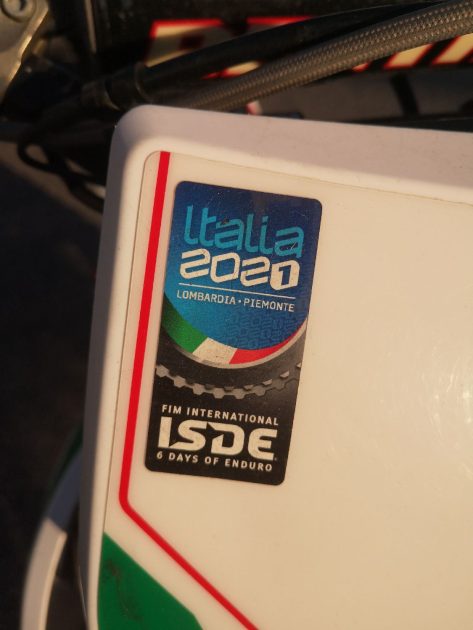 Italia
2021
LOMBARDIA • PIEMONTE
FIM INTERNATIONAL
ISDE
6 DAYS OF ENDURO